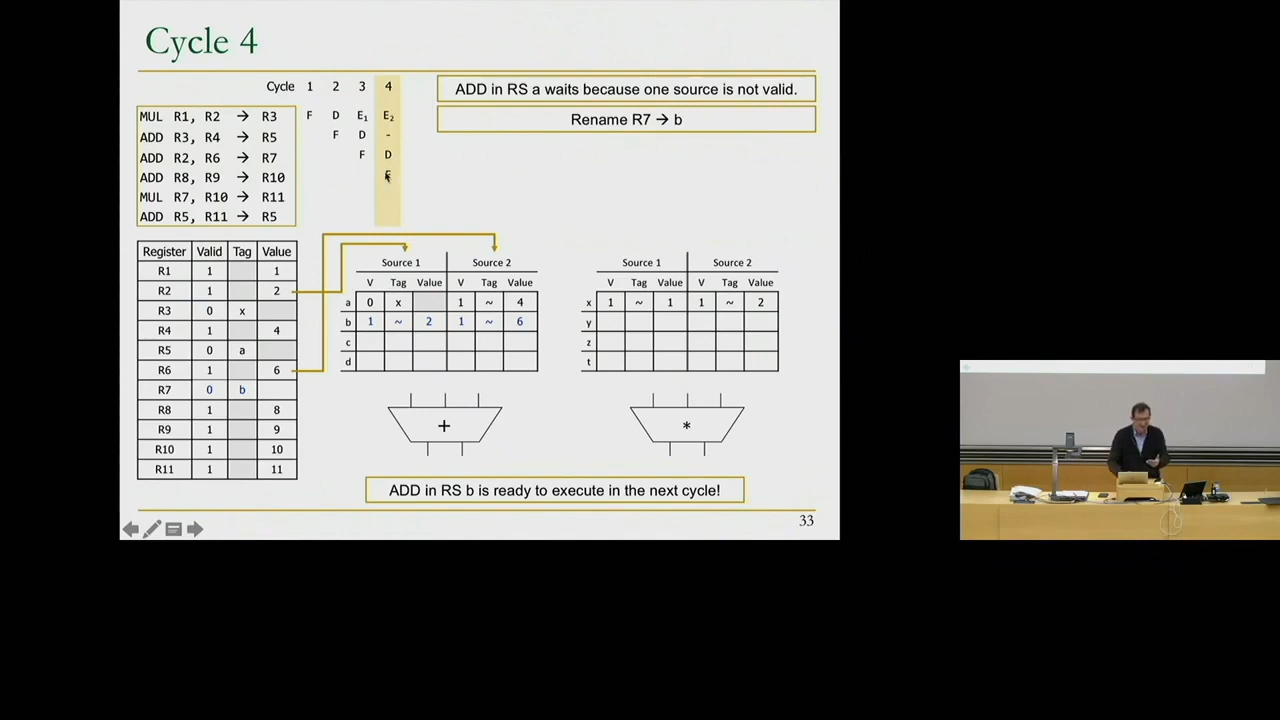 Cycle 4
Cycle 1 2 3 4
MUL R1, R2 → R3 F D E₁ E₂
ADD R3, R4 → R5 F D -
ADD R2, R6 → R7 F D
ADD R8, R9 → R10 F
MUL R7, R10 → R11
ADD R5, R11 → R5
ADD in RS a waits because one source is not valid.
Rename R7 → b
Register Valid Tag Value
R1 1 1
R2 1 2
R3 0 x
R4 1 4
R5 0 a
R6 1 6
R7 0 b
R8 1 8
R9 1 9
R10 1 10
R11 1 11
Source 1 Source 2
V Tag Value V Tag Value
a 0 x 1 ~ 4
b 1 ~ 2 1 ~ 6
c
d
+
Source 1 Source 2
V Tag Value V Tag Value
x 1 ~ 1 1 ~ 2
y
z
t
*
ADD in RS b is ready to execute in the next cycle!
33